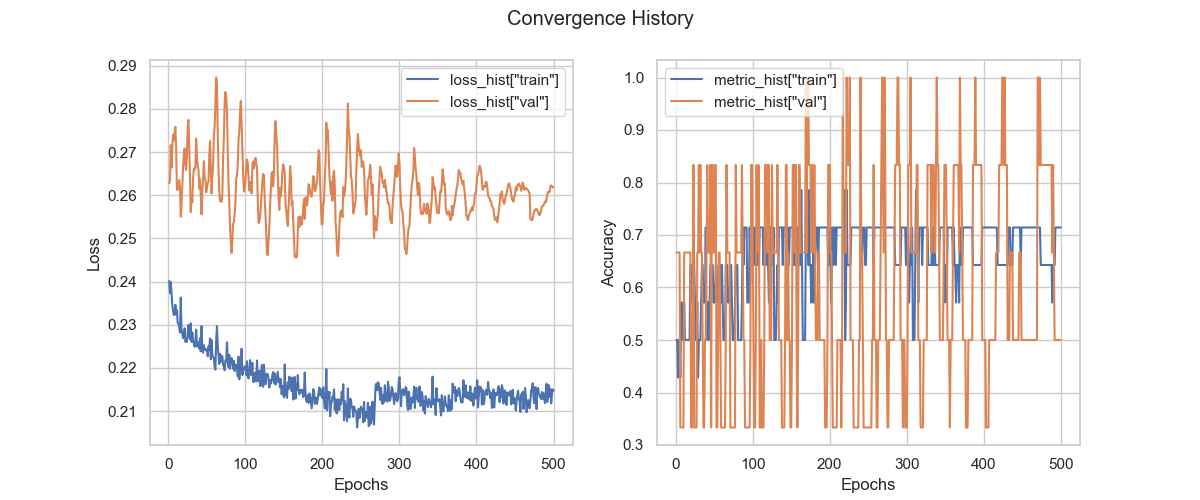 Convergence History
0.29
0.28
0.27
0.26
0.25
0.24
0.23
0.22
0.21
Loss
0 100 200 300 400 500
Epochs
loss_hist["train"]
loss_hist["val"]
1.0
0.9
0.8
0.7
0.6
0.5
0.4
0.3
Accuracy
0 100 200 300 400 500
Epochs
metric_hist["train"]
metric_hist["val"]